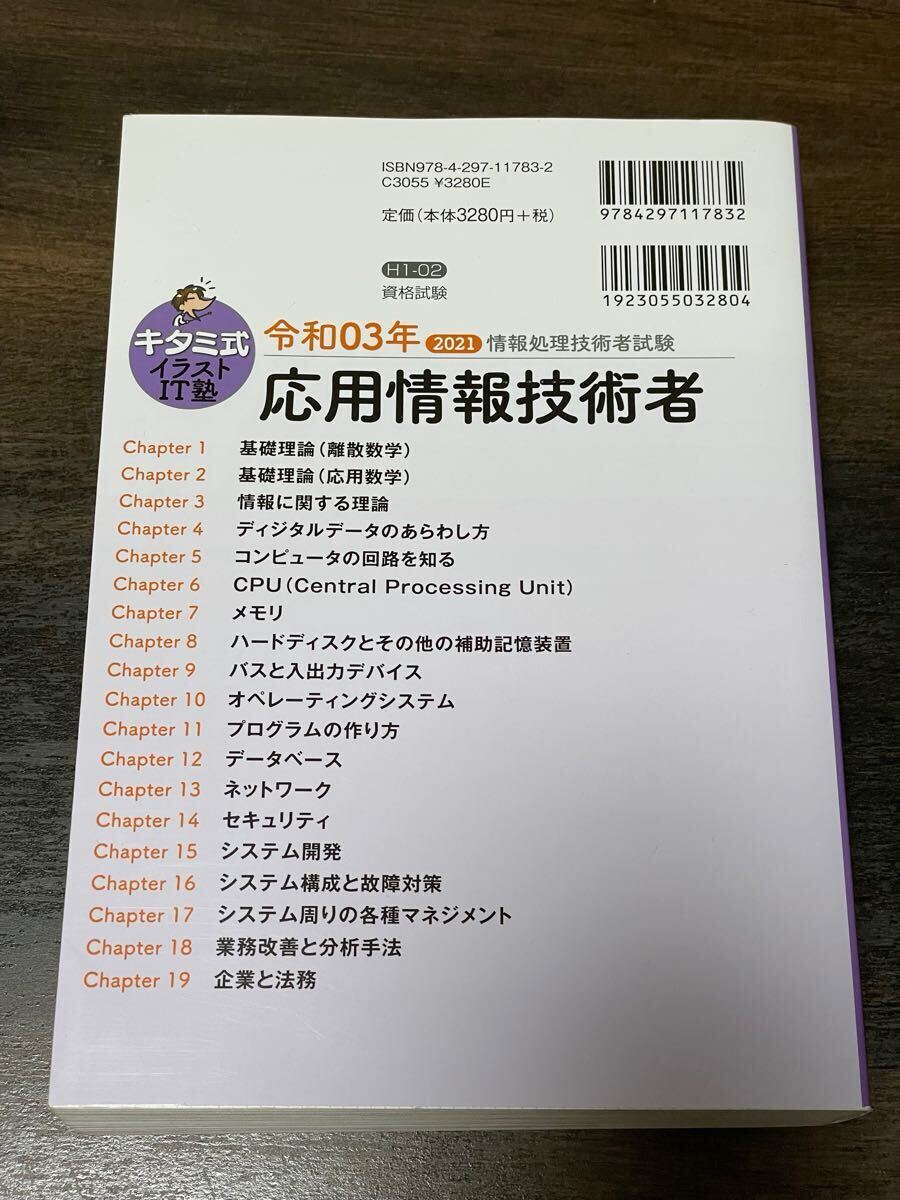 ISBN978-4-297-11783-2
C3055 ¥3280E
定価(本体3280円+税)
9784297117832
H1-02
資格試験
1923055032804
キタミ式
イラスト
IT塾
令和03年 2021 情報処理技術者試験
応用情報技術者
Chapter 1 基礎理論(離散数学)
Chapter 2 基礎理論(応用数学)
Chapter 3 情報に関する理論
Chapter 4 ディジタルデータのあらわし方
Chapter 5 コンピュータの回路を知る
Chapter 6 CPU(Central Processing Unit)
Chapter 7 メモリ
Chapter 8 ハードディスクとその他の補助記憶装置
Chapter 9 バスと入出力デバイス
Chapter 10 オペレーティングシステム
Chapter 11 プログラムの作り方
Chapter 12 データベース
Chapter 13 ネットワーク
Chapter 14 セキュリティ
Chapter 15 システム開発
Chapter 16 システム構成と故障対策
Chapter 17 システム周りの各種マネジメント
Chapter 18 業務改善と分析手法
Chapter 19 企業と法務